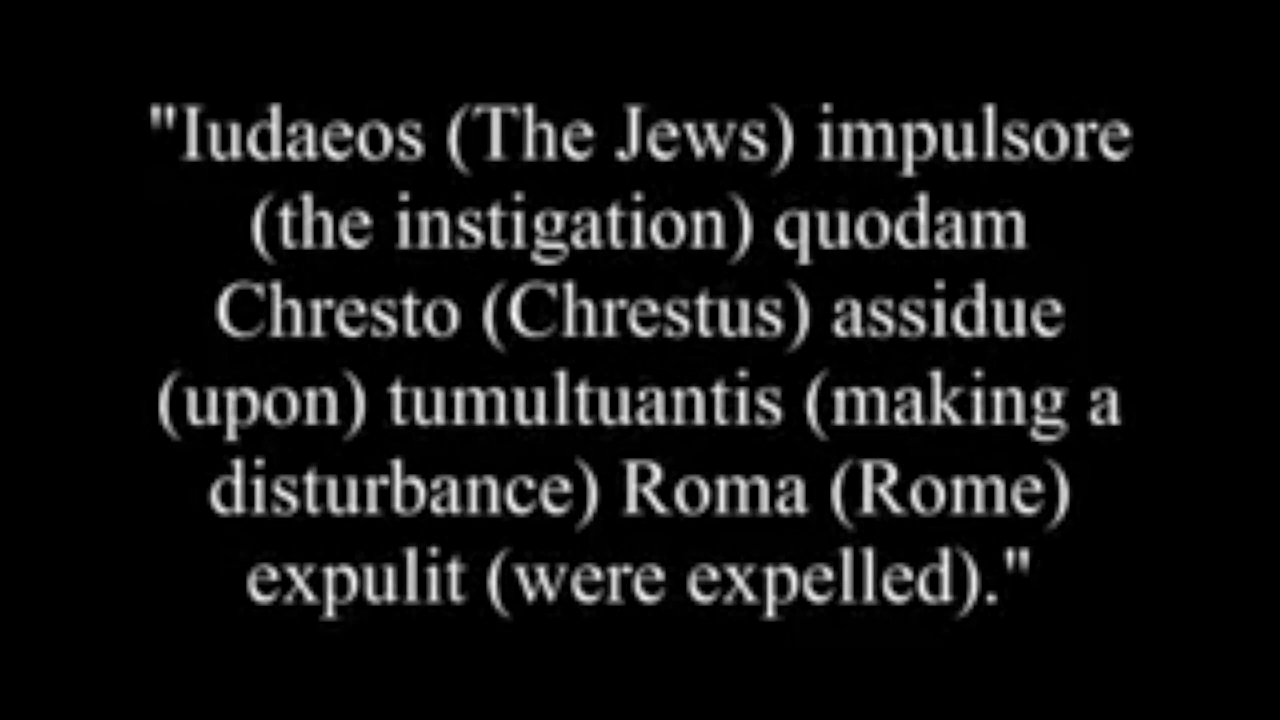 "Iudaeos (The Jews) impulsore
(the instigation) quodam
Chresto (Chrestus) assidue
(upon) tumultuantis (making a
disturbance) Roma (Rome)
expulit (were expelled)."